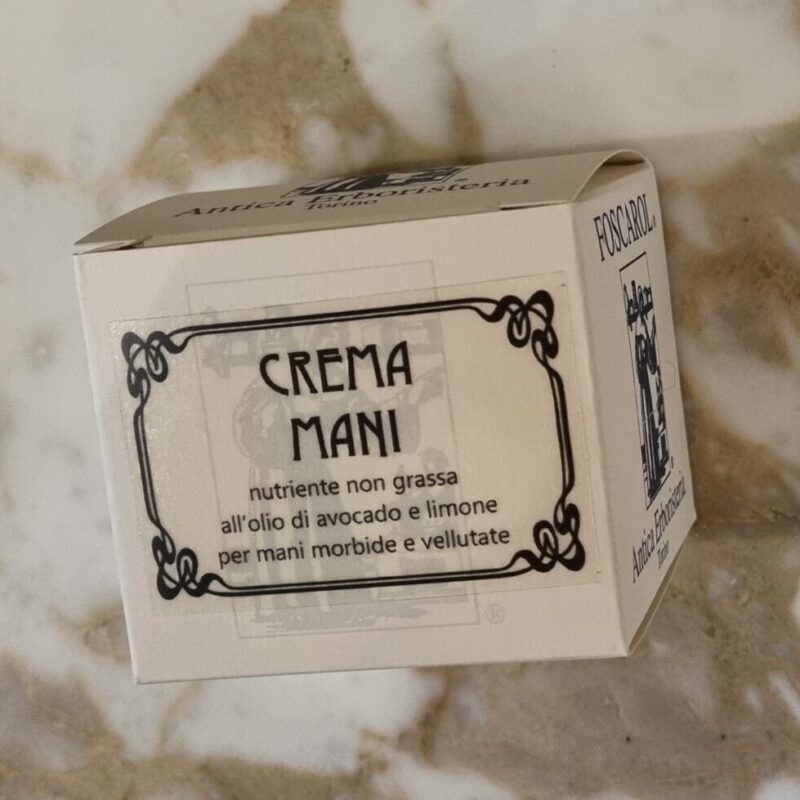 Antica Erboristeria
Torino
CREMA
MANI
nutriente non grassa
all'olio di avocado e limone
per mani morbide e vellutate
®
FOSCAROL®
Antica Erboristeria
Torino